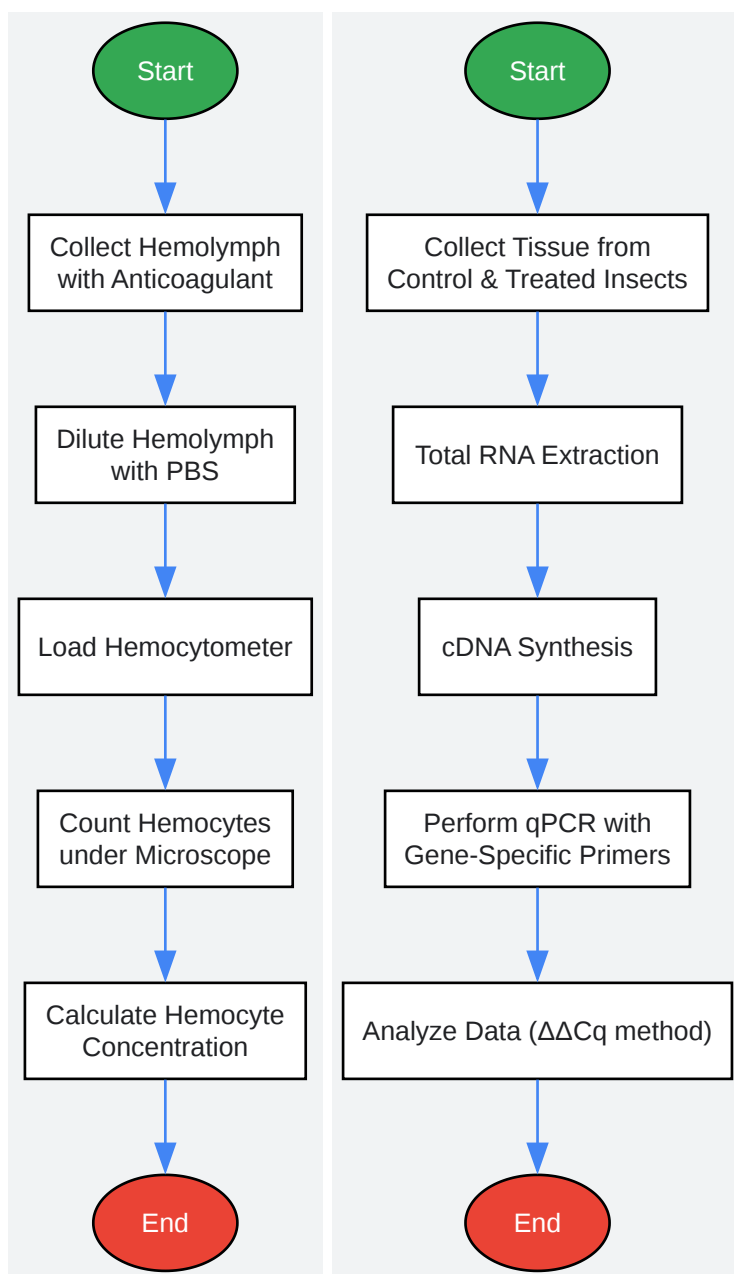 Start
Collect Hemolymph
with Anticoagulant
Dilute Hemolymph
with PBS
Load Hemocytometer
Count Hemocytes
under Microscope
Calculate Hemocyte
Concentration
End
Start
Collect Tissue from
Control & Treated Insects
Total RNA Extraction
cDNA Synthesis
Perform qPCR with
Gene-Specific Primers
Analyze Data (ΔΔCq method)
End